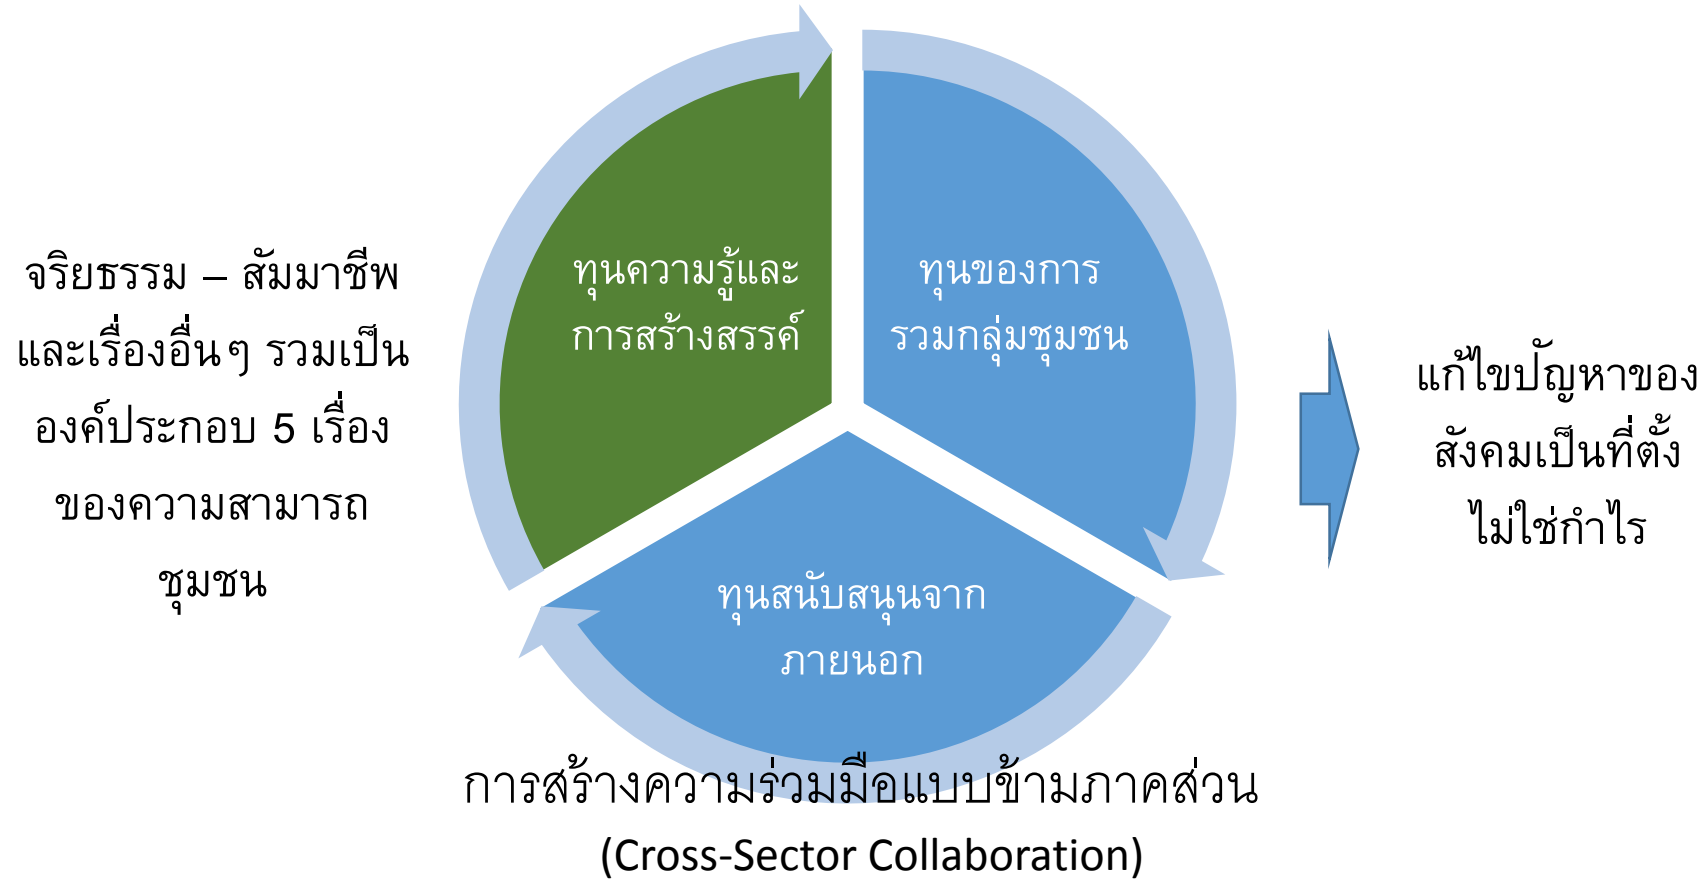 จริยธรรม – สัมมาชีพ
และเรื่องอื่นๆ รวมเป็น
องค์ประกอบ 5 เรื่อง
ของความสามารถ
ชุมชน
ทุนความรู้และ
การสร้างสรรค์
ทุนของการ
รวมกลุ่มชุมชน
ทุนสนับสนุนจาก
ภายนอก
แก้ไขปัญหาของ
สังคมเป็นที่ตั้ง
ไม่ใช่กำไร
การสร้างความร่วมมือแบบข้ามภาคส่วน
(Cross-Sector Collaboration)